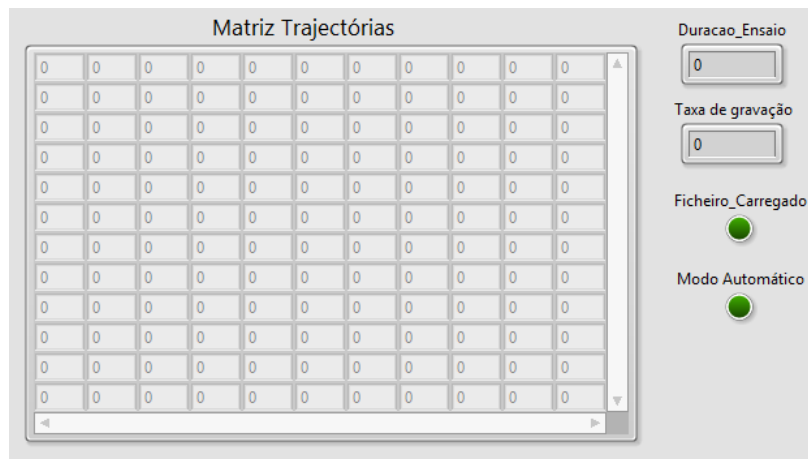 Matriz Trajectórias
0 0 0 0 0 0 0 0 0 0 0
0 0 0 0 0 0 0 0 0 0 0
0 0 0 0 0 0 0 0 0 0 0
0 0 0 0 0 0 0 0 0 0 0
0 0 0 0 0 0 0 0 0 0 0
0 0 0 0 0 0 0 0 0 0 0
0 0 0 0 0 0 0 0 0 0 0
0 0 0 0 0 0 0 0 0 0 0
0 0 0 0 0 0 0 0 0 0 0
0 0 0 0 0 0 0 0 0 0 0
0 0 0 0 0 0 0 0 0 0 0
0 0 0 0 0 0 0 0 0 0 0
Duracao_Ensaio
0
Taxa de gravação
0
Ficheiro_Carregado
Modo Automático